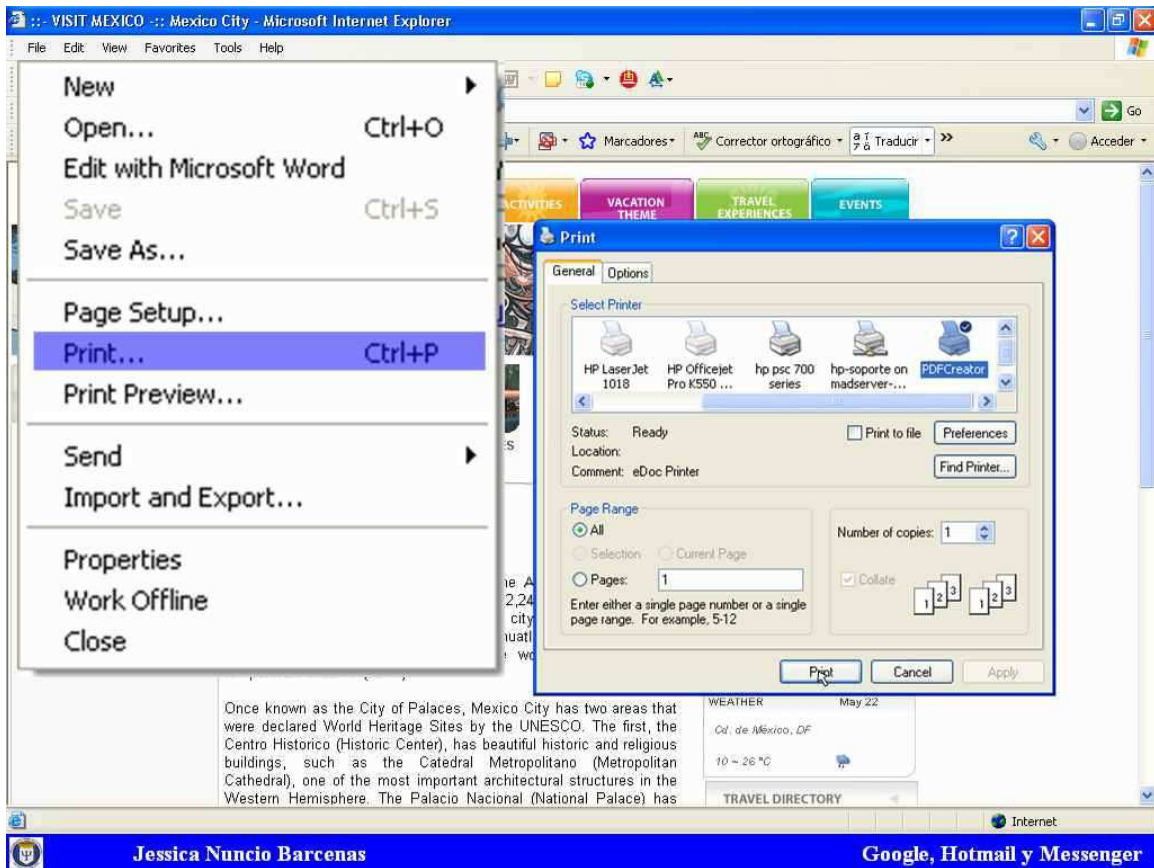 ::- VISIT MEXICO -:: Mexico City - Microsoft Internet Explorer
File Edit View Favorites Tools Help
New
Open... Ctrl+O
Edit with Microsoft Word
Save Ctrl+S
Save As...
Page Setup...
Print... Ctrl+P
Print Preview...
Send
Import and Export...
Properties
Work Offline
Close
Go
Marcadores
ABC Corrector ortográfico
Traducir
Acceder
VACATION THEME
TRAVEL EXPERIENCES
EVENTS
Print
General Options
Select Printer
HP LaserJet 1018
HP Officejet Pro K550 ...
hp psc 700 series
hp-soporte on madserver-...
PDFCreator
Status: Ready
Location:
Comment: eDoc Printer
Print to file
Preferences
Find Printer...
Page Range
All
Selection Current Page
Pages: 1
Enter either a single page number or a single
page range. For example, 5-12
Number of copies: 1
Collate
1 2 3 1 2 3
Print Cancel Apply
Once known as the City of Palaces, Mexico City has two areas that
were declared World Heritage Sites by the UNESCO. The first, the
Centro Historico (Historic Center), has beautiful historic and religious
buildings, such as the Catedral Metropolitano (Metropolitan
Cathedral), one of the most important architectural structures in the
Western Hemisphere. The Palacio Nacional (National Palace) has
WEATHER May 22
Cd. de México, DF
10 ~ 26 °C
TRAVEL DIRECTORY
Internet
Jessica Nuncio Barcenas
Google, Hotmail y Messenger